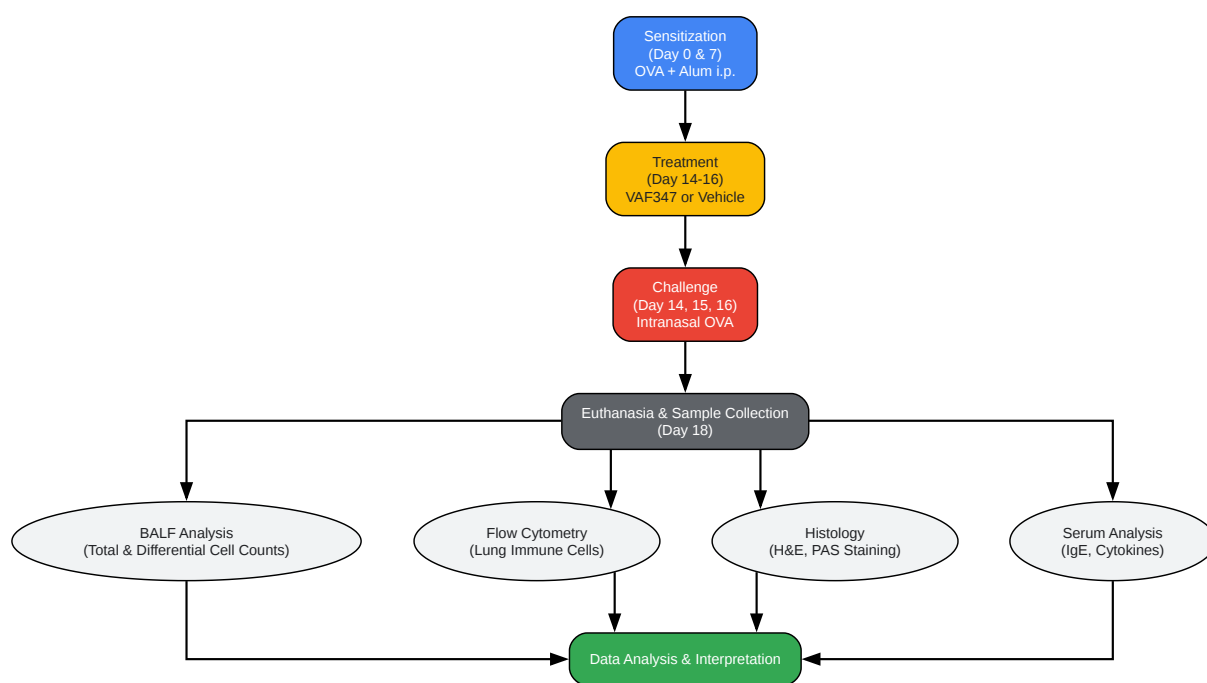 Sensitization
(Day 0 & 7)
OVA + Alum i.p.
Treatment
(Day 14-16)
VAF347 or Vehicle
Challenge
(Day 14, 15, 16)
Intranasal OVA
Euthanasia & Sample Collection
(Day 18)
BALF Analysis
(Total & Differential Cell Counts)
Flow Cytometry
(Lung Immune Cells)
Histology
(H&E, PAS Staining)
Serum Analysis
(IgE, Cytokines)
Data Analysis & Interpretation